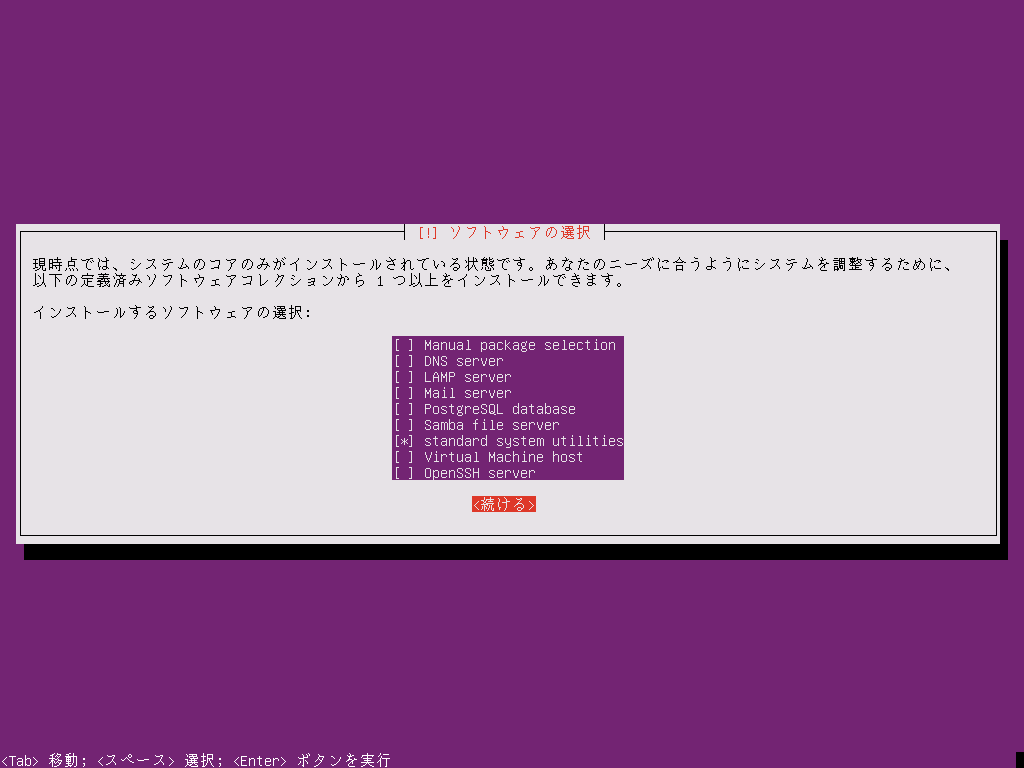 [!] ソフトウェアの選択
現時点では、システムのコアのみがインストールされている状態です。あなたのニーズに合うようにシステムを調整するために、
以下の定義済みソフトウェアコレクションから 1 つ以上をインストールできます。
インストールするソフトウェアの選択:
[ ] Manual package selection
[ ] DNS server
[ ] LAMP server
[ ] Mail server
[ ] PostgreSQL database
[ ] Samba file server
[*] standard system utilities
[ ] Virtual Machine host
[ ] OpenSSH server
<続ける>
<Tab> 移動; <スペース> 選択; <Enter> ボタンを実行